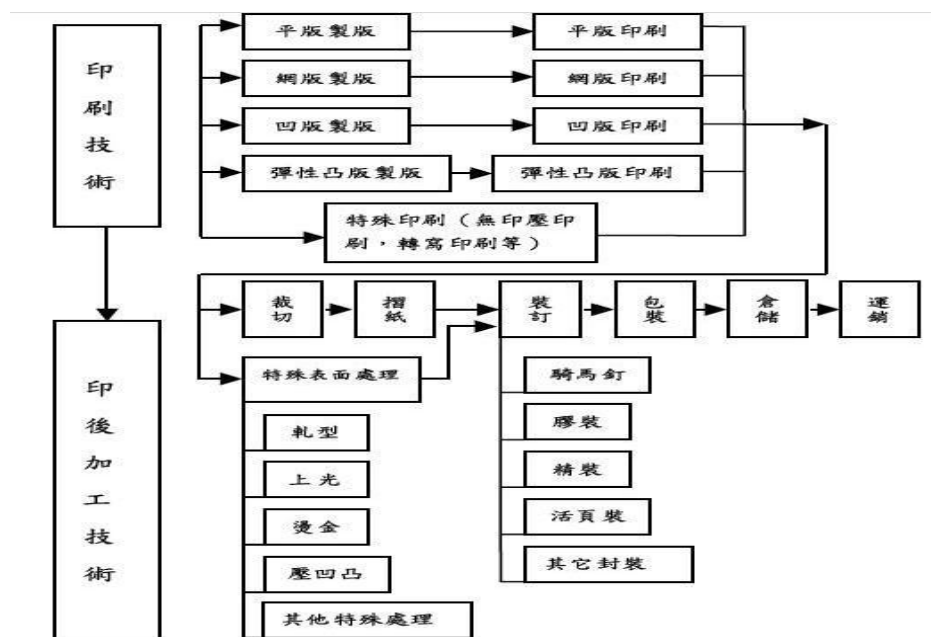 印刷技術
平版製版
平版印刷
網版製版
網版印刷
凹版製版
凹版印刷
彈性凸版製版
彈性凸版印刷
特殊印刷（無印壓印
刷，轉寫印刷等）
印後加工技術
裁切
摺紙
裝訂
包裝
倉儲
運銷
特殊表面處理
軋型
上光
燙金
壓凹凸
其他特殊處理
騎馬釘
膠裝
精裝
活頁裝
其它封裝